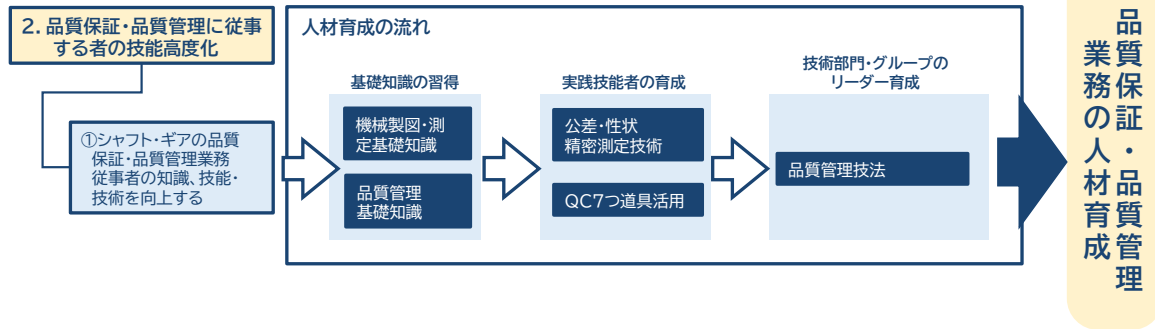 2. 品質保証・品質管理に従事
する者の技能高度化
①シャフト・ギアの品質
保証・品質管理業務
従事者の知識、技能・
技術を向上する
人材育成の流れ
基礎知識の習得
機械製図・測
定基礎知識
品質管理
基礎知識
実践技能者の育成
公差・性状
精密測定技術
QC7つ道具活用
技術部門・グループの
リーダー育成
品質管理技法
品質保証・品質管理
業務の人材育成